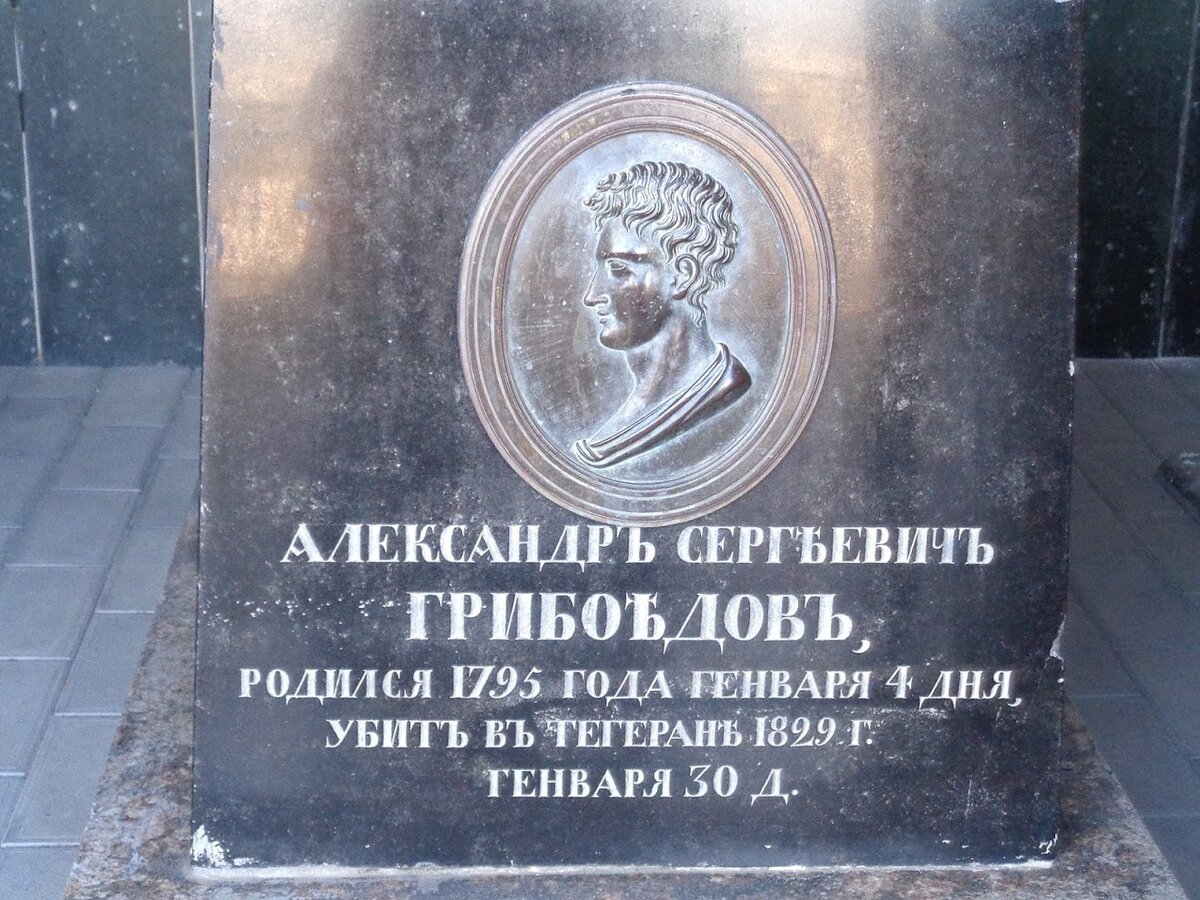 АЛЕКСАНДРЪ СЕРГѢЕВИЧЪ
ГРИБОѢДОВЪ,
РОДИЛСЯ 1795 ГОДА ГЕНВАРЯ 4 ДНЯ,
УБИТЪ ВЪ ТЕГЕРАНѢ 1829 Г.
ГЕНВАРЯ 30 Д.